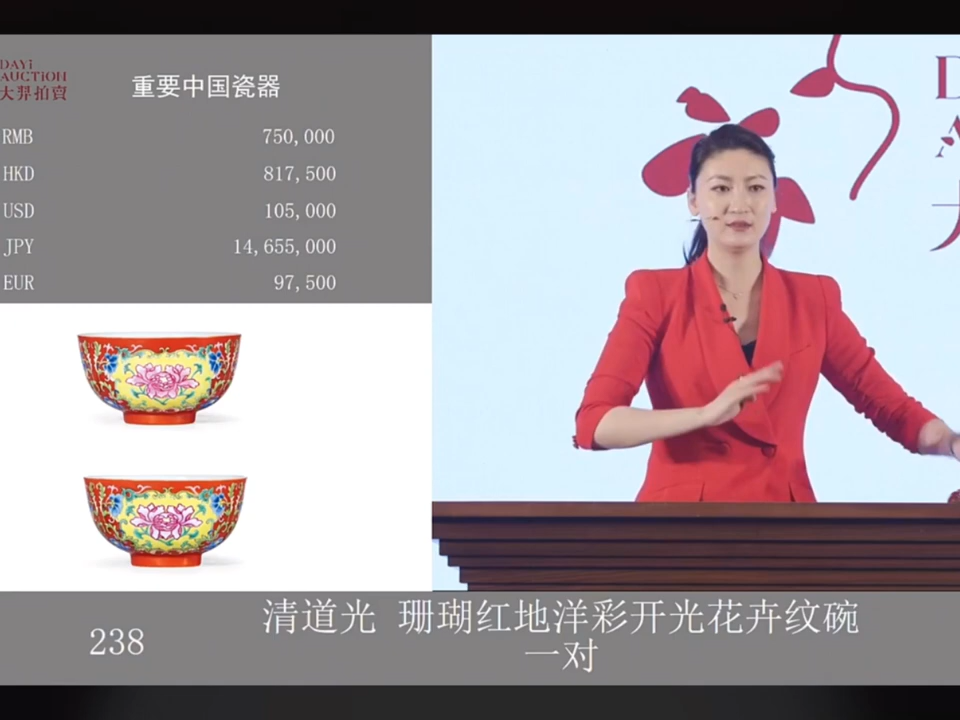 DAYi
AUCTiON
大羿拍賣
重要中国瓷器
RMB 750,000
HKD 817,500
USD 105,000
JPY 14,655,000
EUR 97,500
238
清道光 珊瑚红地洋彩开光花卉纹碗
一对